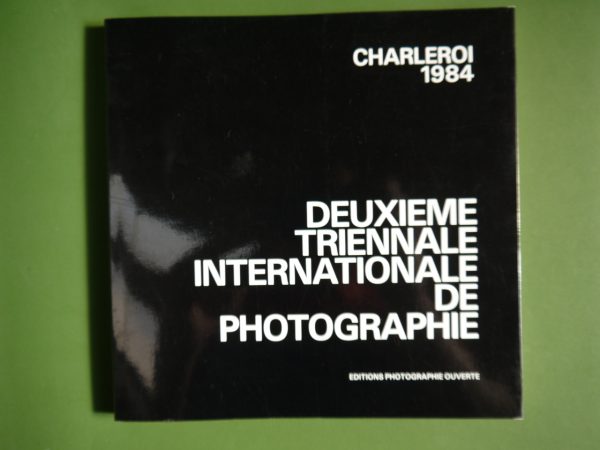 CHARLEROI
1984
DEUXIEME
TRIENNALE
INTERNATIONALE
DE
PHOTOGRAPHIE
EDITIONS PHOTOGRAPHIE OUVERTE